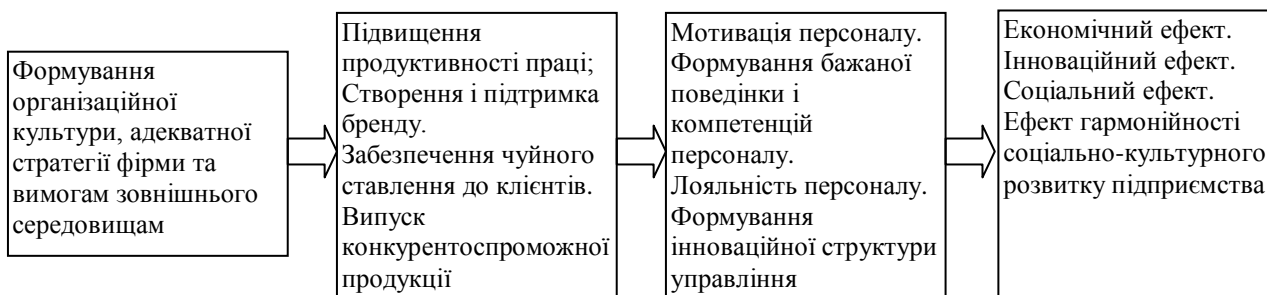 Формування
організаційної
культури, адекватної
стратегії фірми та
вимогам зовнішнього
середовищам
Підвищення
продуктивності праці;
Створення і підтримка
бренду.
Забезпечення чуйного
ставлення до клієнтів.
Випуск
конкурентоспроможної
продукції
Мотивація персоналу.
Формування бажаної
поведінки і
компетенцій
персоналу.
Лояльність персоналу.
Формування
інноваційної структури
управління
Економічний ефект.
Інноваційний ефект.
Соціальний ефект.
Ефект гармонійності
соціально-культурного
розвитку підприємства